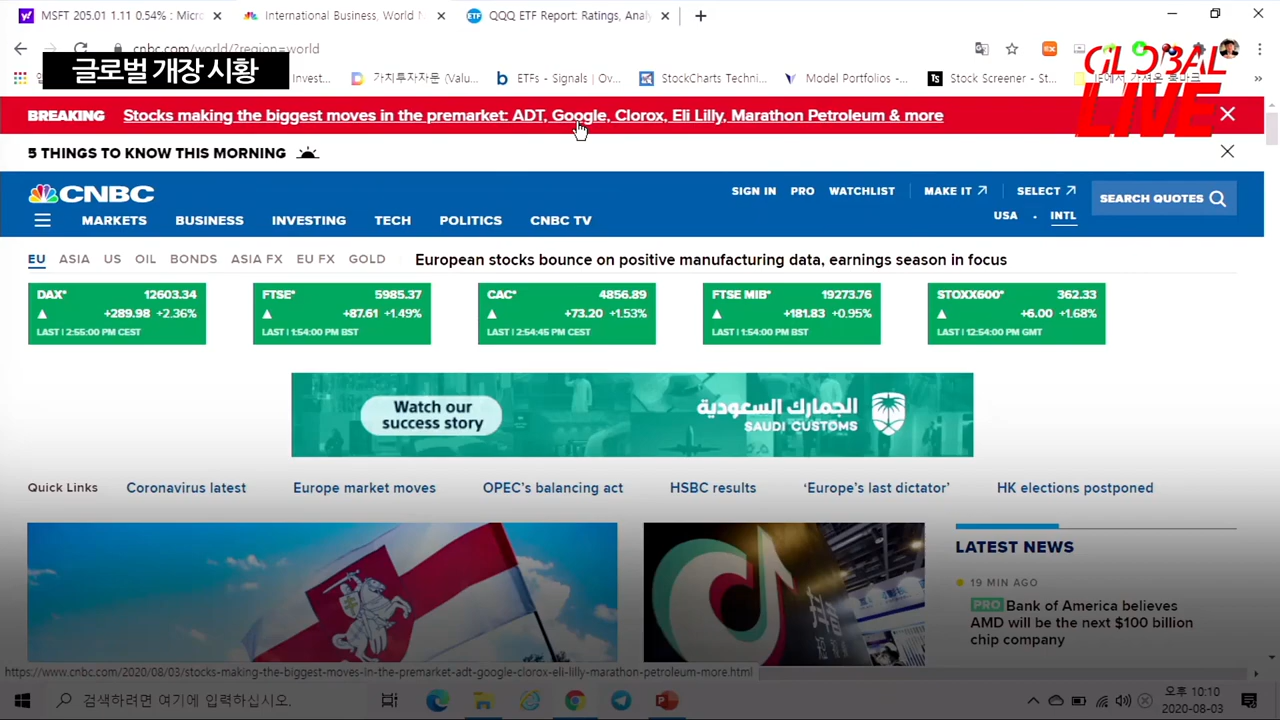 MSFT 205.01 1.11 0.54% : Micro
International Business, World N
QQQ ETF Report: Ratings, Analy
cnbc.com/world/?region=world
글로벌 개장 시황
GLOBAL
LIVE
Invest...
가치투자자문 (Valu...
ETFs - Signals | Ov...
StockCharts Techni...
Model Portfolios -...
Stock Screener - St...
IE에서 가져온 북마크
BREAKING Stocks making the biggest moves in the premarket: ADT, Google, Clorox, Eli Lilly, Marathon Petroleum & more
5 THINGS TO KNOW THIS MORNING
CNBC
SIGN IN PRO WATCHLIST MAKE IT SELECT
SEARCH QUOTES
USA · INTL
MARKETS BUSINESS INVESTING TECH POLITICS CNBC TV
EU ASIA US OIL BONDS ASIA FX EU FX GOLD
European stocks bounce on positive manufacturing data, earnings season in focus
DAX* 12603.34
+289.98 +2.36%
LAST | 2:55:00 PM CEST
FTSE* 5985.37
+87.61 +1.49%
LAST | 1:54:00 PM BST
CAC* 4856.89
+73.20 +1.53%
LAST | 2:54:45 PM CEST
FTSE MIB* 19273.76
+181.83 +0.95%
LAST | 1:54:00 PM BST
STOXX600* 362.33
+6.00 +1.68%
LAST | 12:54:00 PM GMT
Watch our
success story
الجمارك السعودية
SAUDI CUSTOMS
Quick Links Coronavirus latest Europe market moves OPEC's balancing act HSBC results ‘Europe's last dictator’ HK elections postponed
LATEST NEWS
19 MIN AGO
PRO Bank of America believes
AMD will be the next $100 billion
chip company
https://www.cnbc.com/2020/08/03/stocks-making-the-biggest-moves-in-the-premarket-adt-google-clorox-eli-lilly-marathon-petroleum-more.html
검색하려면 여기에 입력하십시오.
오후 10:10
2020-08-03